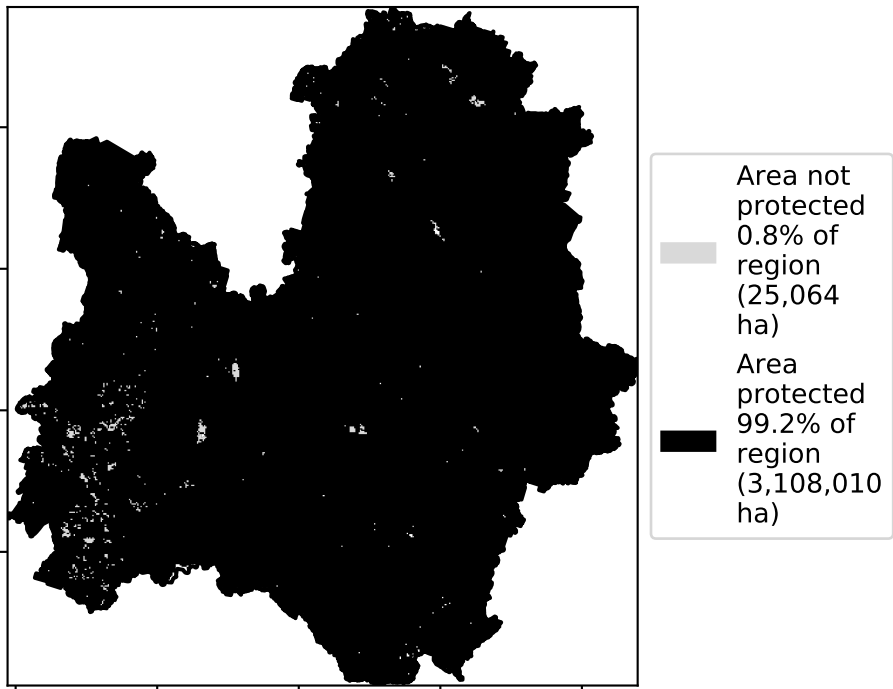 Area not
protected
0.8% of
region
(25,064
ha)
Area
protected
99.2% of
region
(3,108,010
ha)